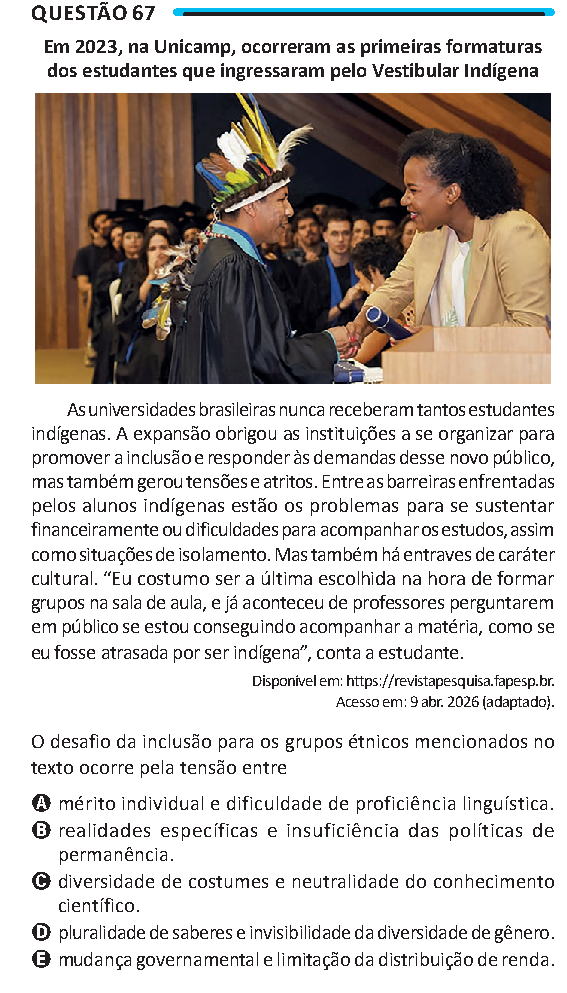 QUESTÃO 67
Em 2023, na Unicamp, ocorreram as primeiras formaturas
dos estudantes que ingressaram pelo Vestibular Indígena
As universidades brasileiras nunca receberam tantos estudantes
indígenas. A expansão obrigou as instituições a se organizar para
promover a inclusão e responder às demandas desse novo público,
mas também gerou tensões e atritos. Entre as barreiras enfrentadas
pelos alunos indígenas estão os problemas para se sustentar
financeiramente ou dificuldades para acompanhar os estudos, assim
como situações de isolamento. Mas também há entraves de caráter
cultural. “Eu costumo ser a última escolhida na hora de formar
grupos na sala de aula, e já aconteceu de professores perguntarem
em público se estou conseguindo acompanhar a matéria, como se
eu fosse atrasada por ser indígena”, conta a estudante.
Disponível em: https://revistapesquisa.fapesp.br.
Acesso em: 9 abr. 2026 (adaptado).
O desafio da inclusão para os grupos étnicos mencionados no
texto ocorre pela tensão entre
A mérito individual e dificuldade de proficiência linguística.
B realidades específicas e insuficiência das políticas de
permanência.
C diversidade de costumes e neutralidade do conhecimento
científico.
D pluralidade de saberes e invisibilidade da diversidade de gênero.
E mudança governamental e limitação da distribuição de renda.